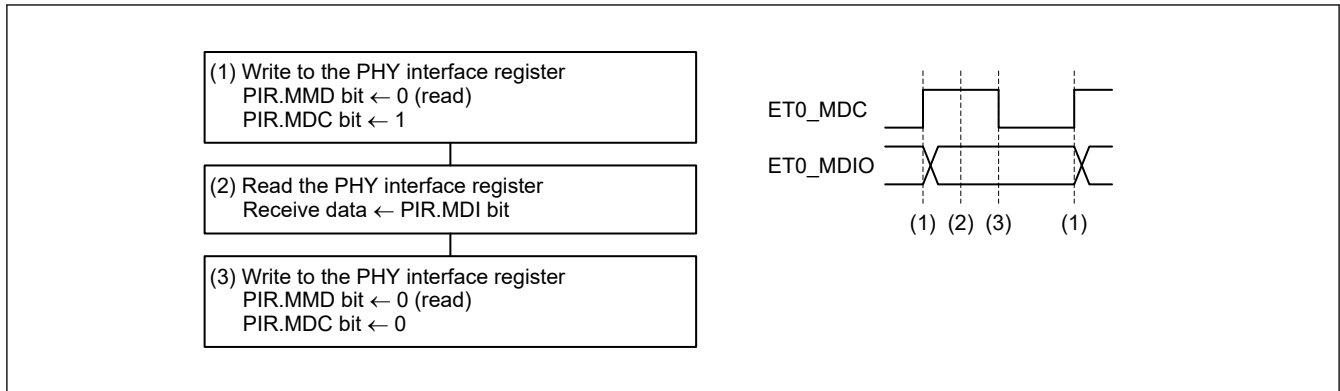 (1) Write to the PHY interface register
PIR.MMD bit ← 0 (read)
PIR.MDC bit ← 1
(2) Read the PHY interface register
Receive data ← PIR.MDI bit
(3) Write to the PHY interface register
PIR.MMD bit ← 0 (read)
PIR.MDC bit ← 0
ET0_MDC
ET0_MDIO
(1) (2) (3) (1)